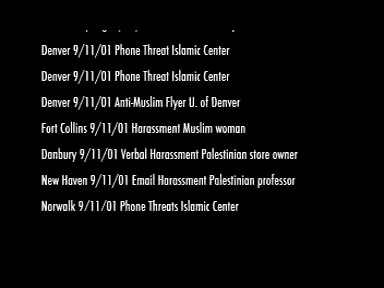 Denver 9/11/01 Phone Threat Islamic Center
Denver 9/11/01 Phone Threat Islamic Center
Denver 9/11/01 Anti-Muslim Flyer U. of Denver
Fort Collins 9/11/01 Harassment Muslim woman
Danbury 9/11/01 Verbal Harassment Palestinian store owner
New Haven 9/11/01 Email Harassment Palestinian professor
Norwalk 9/11/01 Phone Threats Islamic Center